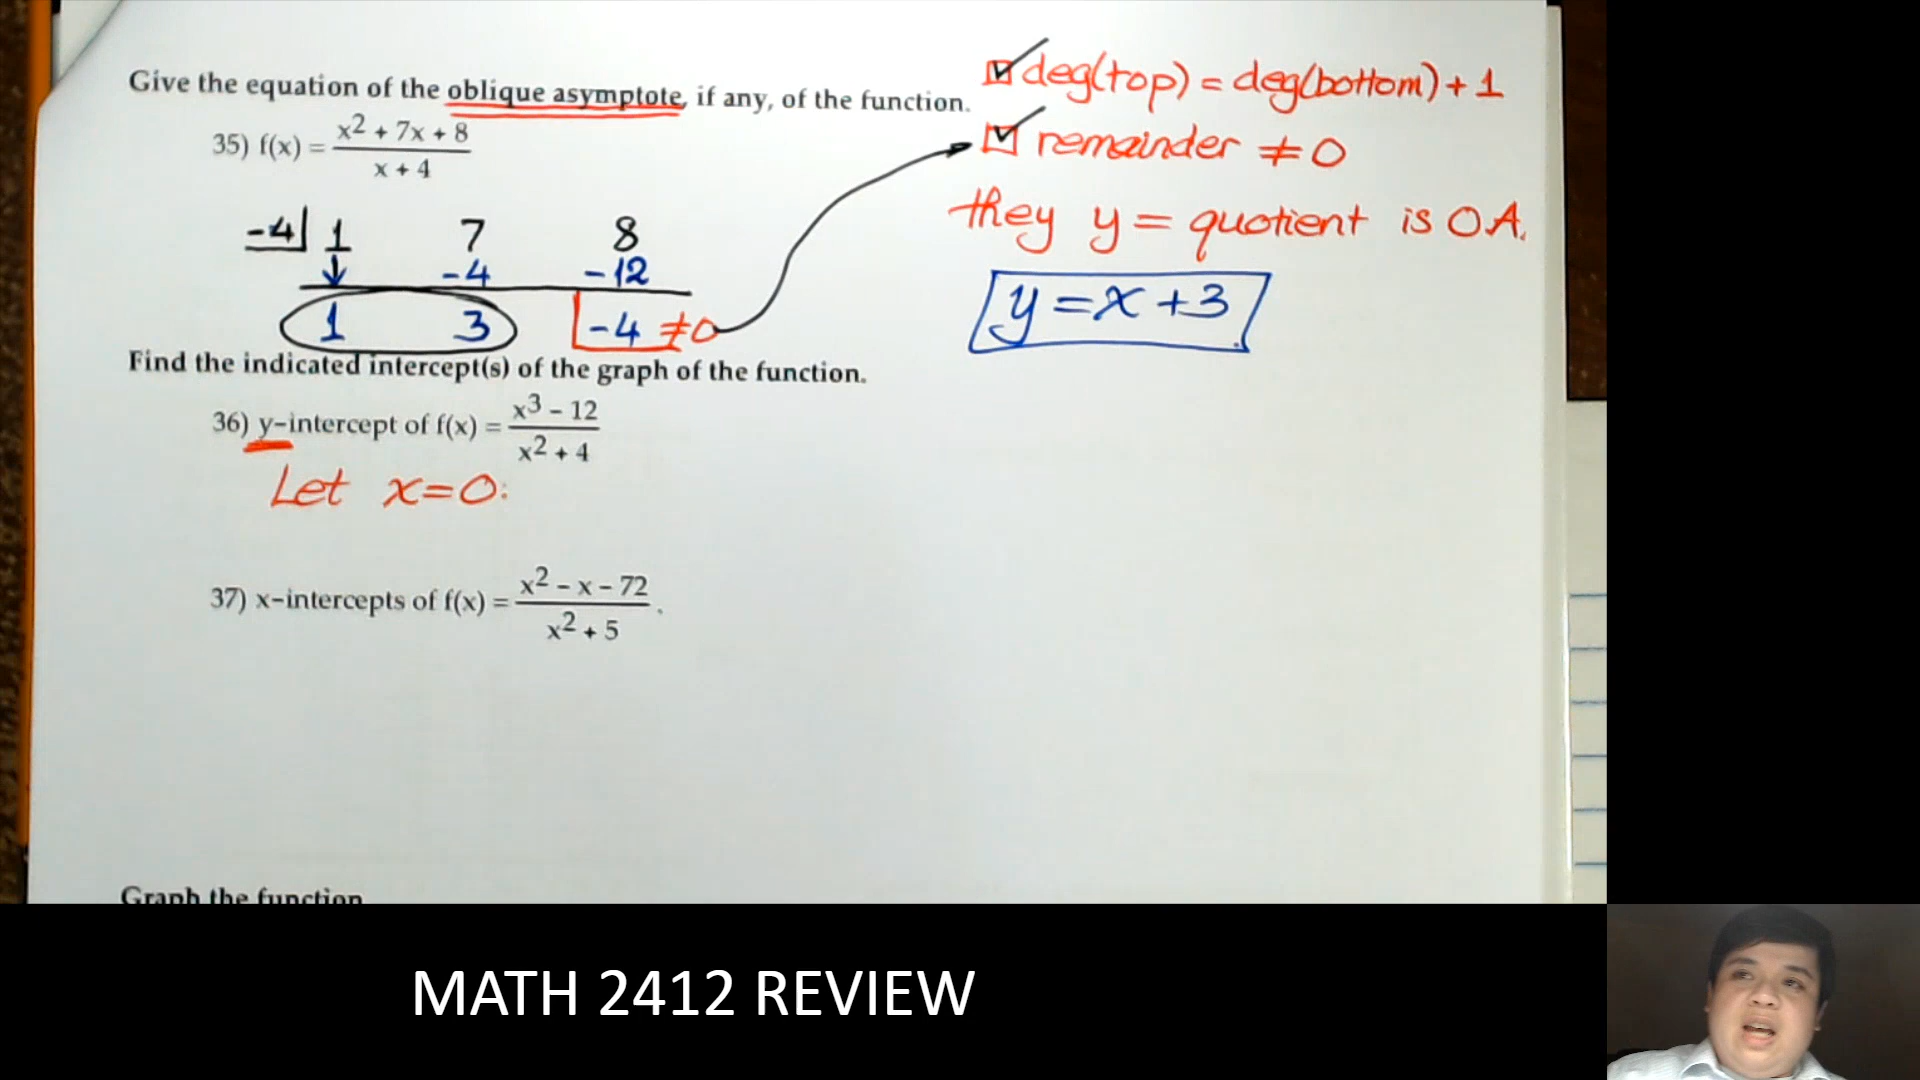 Give the equation of the oblique asymptote, if any, of the function.
35) f(x) = x² + 7x + 8 / x + 4
-4 1 7 8
-4 -12
1 3 -4 ≠0
☑ deg(top) = deg(bottom) + 1
☑ remainder ≠ 0
they y = quotient is OA.
y = x + 3
Find the indicated intercept(s) of the graph of the function.
36) y-intercept of f(x) = x³ - 12 / x² + 4
Let x=0:
37) x-intercepts of f(x) = x² - x - 72 / x² + 5 .
Graph the function
MATH 2412 REVIEW